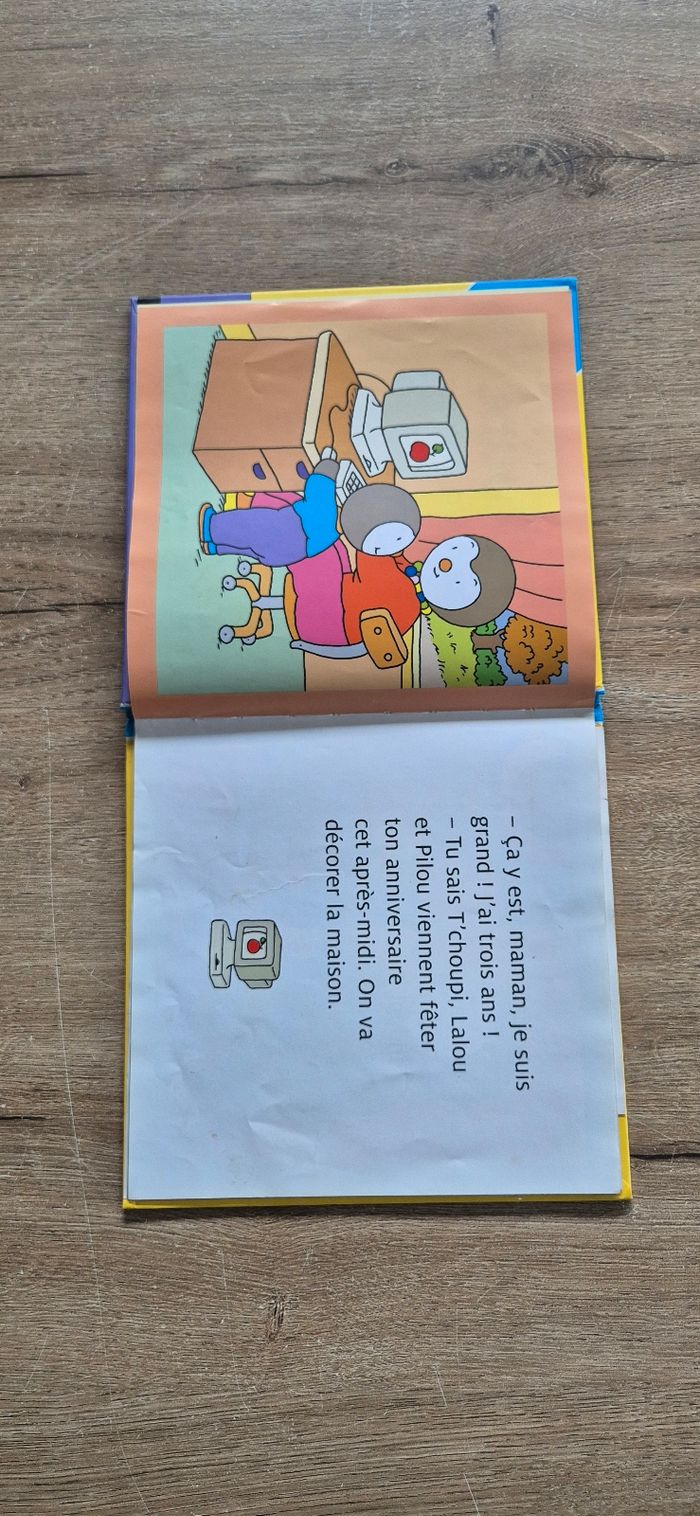 – Ça y est, maman, je suis
grand ! J'ai trois ans !
– Tu sais T'choupi, Lalou
et Pilou viennent fêter
ton anniversaire
cet après-midi. On va
décorer la maison.